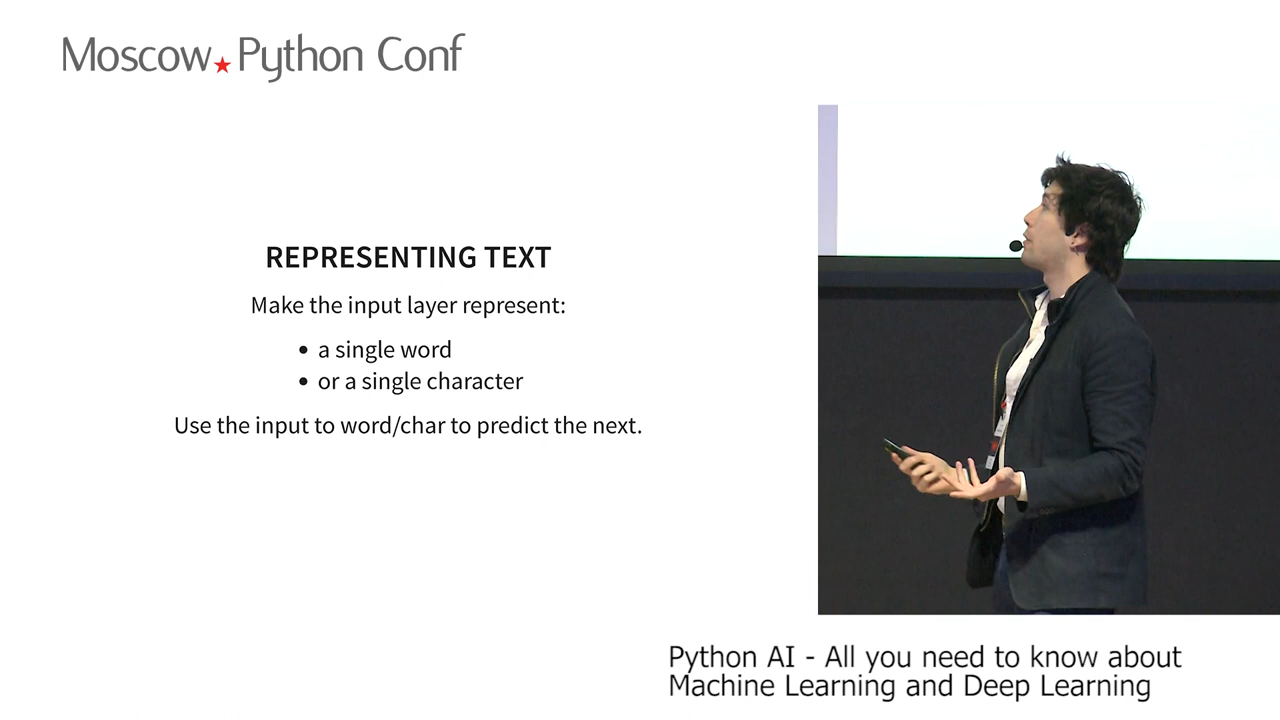 Moscow Python Conf
REPRESENTING TEXT
Make the input layer represent:
• a single word
• or a single character
Use the input to word/char to predict the next.
Python AI - All you need to know about
Machine Learning and Deep Learning